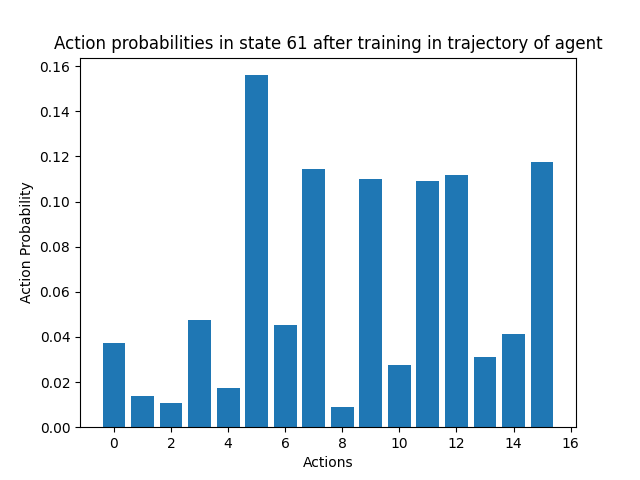 Action probabilities in state 61 after training in trajectory of agent
0.16
0.14
0.12
0.10
0.08
0.06
0.04
0.02
0.00
Action Probability
0 2 4 6 8 10 12 14 16
Actions